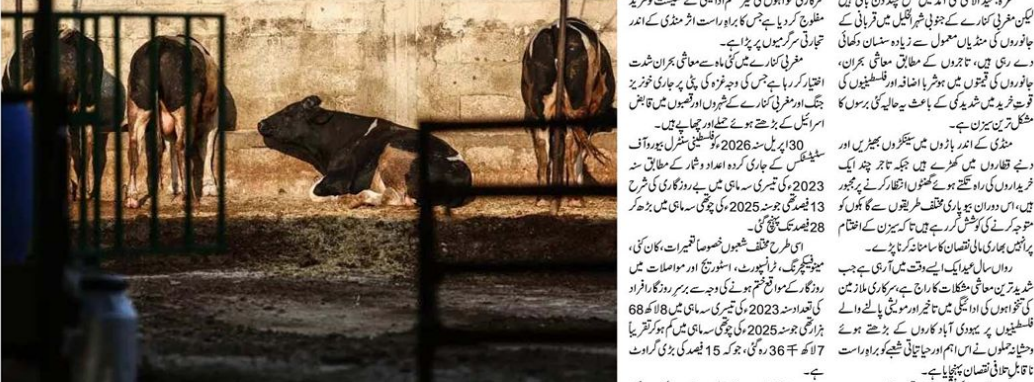 لیکن مغربی کنارے کے جنوبی شہر الخلیل میں قربانی کے
جانوروں کی منڈیاں معمول سے زیادہ سنسان دکھائی
دے رہی ہیں، تاجروں کے مطابق معاشی بحران،
جانوروں کی قیمتوں میں ہوشربا اضافہ اور فلسطینیوں کی
قوتِ خرید میں شدید کمی کے باعث یہ حالیہ کئی برسوں کا
مشکل ترین سیزن ہے۔
منڈی کے اندر باڑوں میں سینکڑوں بھیڑیں اور
دنبے قطاروں میں کھڑے ہیں جبکہ تاجر چند ایک
خریداروں کی راہ تکتے ہوئے گھنٹوں انتظار کرنے پر مجبور
ہیں، اس دوران بیوپاری مختلف طریقوں سے گاہکوں کو
متوجہ کرنے کی کوشش کر رہے ہیں تاکہ سیزن کے اختتام
پر انہیں بھاری مالی نقصان کا سامنا نہ کرنا پڑے۔
رواں سال عید ایک ایسے وقت میں آ رہی ہے جب
شدید ترین معاشی مشکلات کا راج ہے، سرکاری ملازمین
کی تنخواہوں کی ادائیگی میں تاخیر اور مویشی پالنے والے
فلسطینیوں پر یہودی آباد کاروں کے بڑھتے ہوئے
وحشیانہ حملوں نے اس اہم اور حیاتیاتی شعبے کو براہ راست
ناقابل تلافی نقصان پہنچایا ہے۔
مفلوج کر دیا ہے جس کا براہ راست اثر منڈی کے اندر
تجارتی سرگرمیوں پر پڑا ہے۔
مغربی کنارے میں کئی ماہ سے معاشی بحران شدت
اختیار کر رہا ہے جس کی وجہ غزہ کی پٹی پر جاری خونریز
جنگ اور مغربی کنارے کے شہروں اور قصبوں میں قابض
اسرائیل کے بڑھتے ہوئے حملے اور چھاپے ہیں۔
30 اپریل سنہ 2026ء کو فلسطینی سنٹرل بیورو آف
سٹیٹسٹکس کے جاری کردہ اعداد و شمار کے مطابق سنہ
2023ء کی تیسری سہ ماہی میں بے روزگاری کی شرح
13 فیصد تھی جو سنہ 2025ء کی چوتھی سہ ماہی میں بڑھ کر
28 فیصد تک پہنچ گئی۔
اسی طرح مختلف شعبوں خصوصاً تعمیرات، کان کنی،
مینوفیکچرنگ، ٹرانسپورٹ، اسٹوریج اور مواصلات میں
روزگار کے مواقع ختم ہونے کی وجہ سے برسرِ روزگار افراد
کی تعداد سنہ 2023ء کی تیسری سہ ماہی میں 8 لاکھ 68
ہزار تھی جو سنہ 2025ء کی چوتھی سہ ماہی میں کم ہو کر تقریباً
7 لاکھ 36 千 رہ گئی، جو کہ 15 فیصد کی بڑی گراوٹ
ہے۔